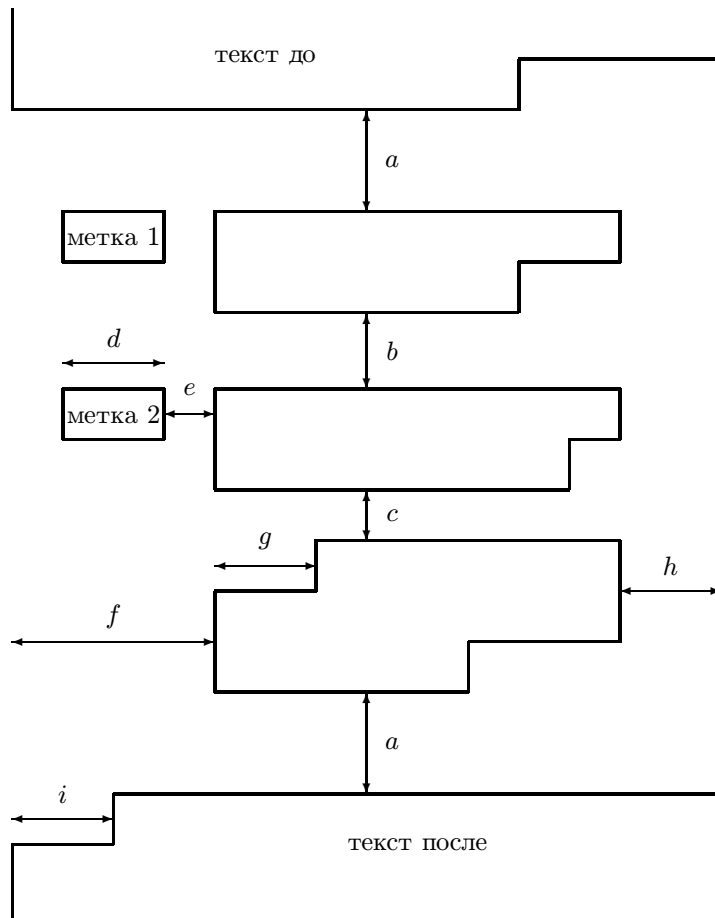 текст до
a
метка 1
d
b
метка 2
e
c
g
h
f
a
i
текст после